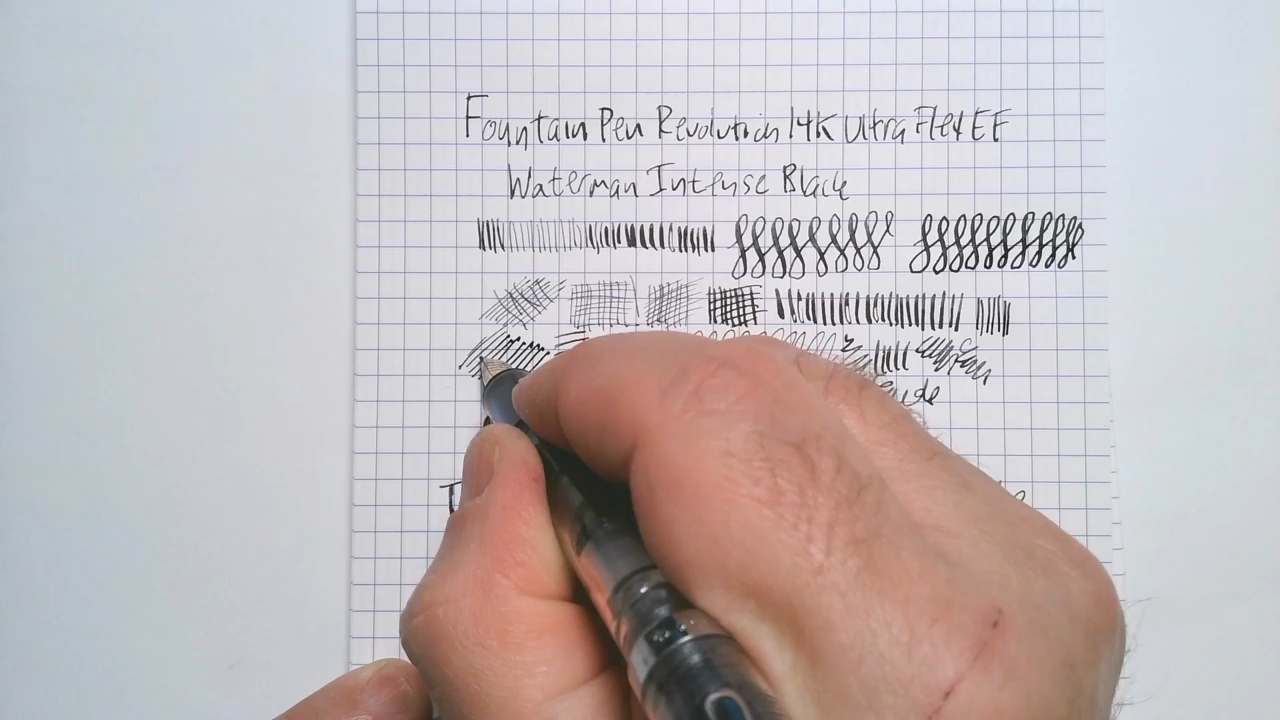 Fountain Pen Revolution 14K Ultra Flex EF
Waterman Intense Black